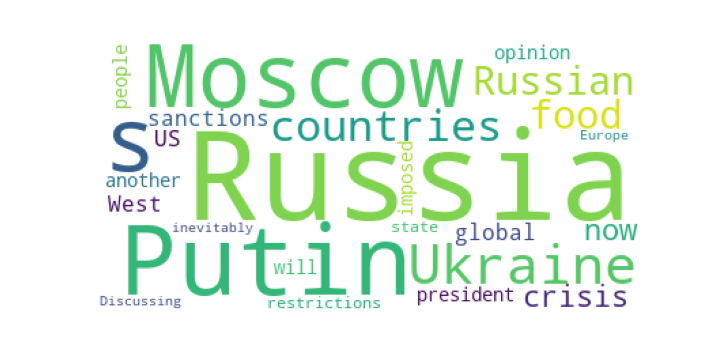 people
Moscow
opinion
Russian
sanctions
food
s
US
countries
Europe
Russia
another
imposed
West
inevitably
state
global
now
Putin
will
Ukraine
Discussing
restrictions
president
crisis